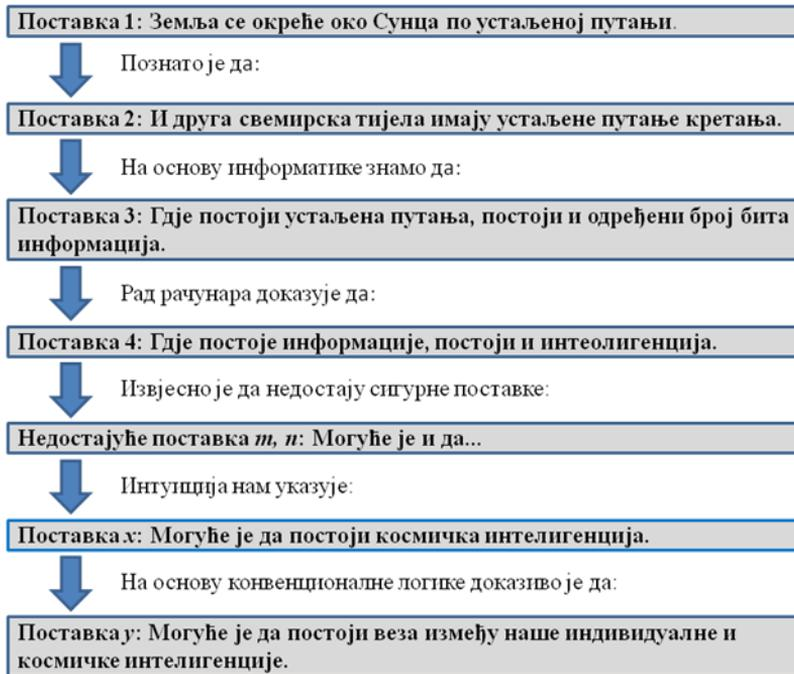 Поставка 1: Земља се окреће око Сунца по устаљеној путањи.
Познато је да:
Поставка 2: И друга свемирска тијела имају устаљене путање кретања.
На основу информатике знамо да:
Поставка 3: Гдје постоји устаљена путања, постоји и одређени број бита
информација.
Рад рачунара доказује да:
Поставка 4: Гдје постоје информације, постоји и интеолигенција.
Извјесно је да недостају сигурне поставке:
Недостајуће поставка m, n: Могуће је и да...
Интуиција нам указује:
Поставка x: Могуће је да постоји космичка интелигенција.
На основу конвенционалне логике доказиво је да:
Поставка y: Могуће је да постоји веза између наше индивидуалне и
космичке интелигенције.